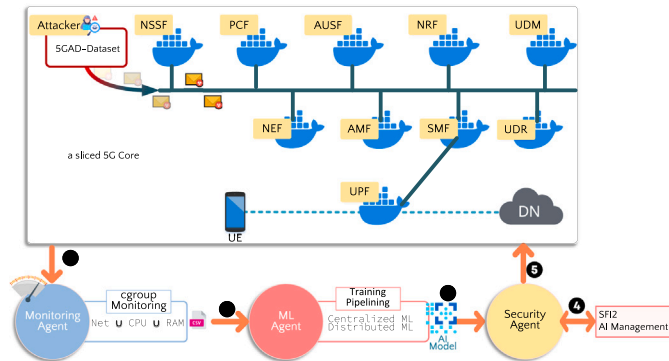 Attacker
5GAD-Dataset
NSSF
PCF
AUSF
NRF
UDM
NEF
AMF
SMF
UDR
a sliced 5G Core
UPF
UE
DN
5
4
Monitoring
Agent
cgroup
Monitoring
Net ∪ CPU ∪ RAM
CSV
ML
Agent
Training
Pipelining
Centralized ML
Distributed ML
AI
Model
Security
Agent
SFI2
AI Management